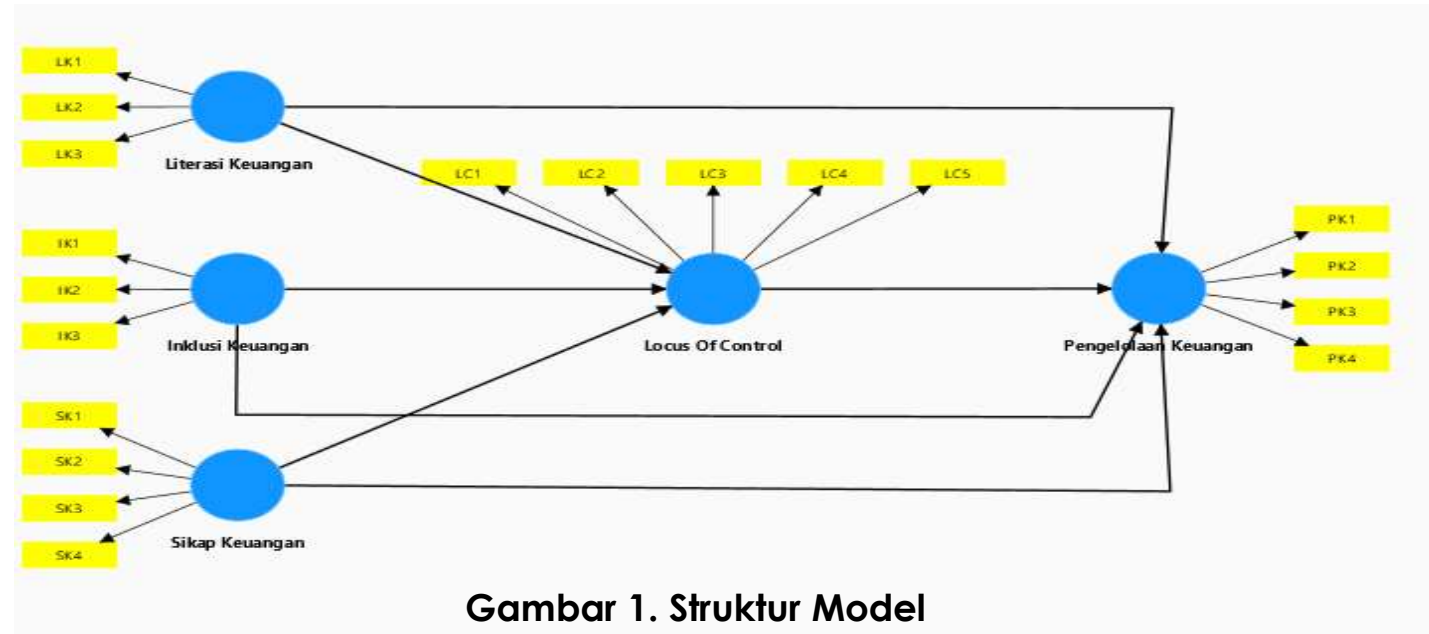 LK1
LK2
LK3
Literasi Keuangan
LC1
LC2
LC3
LC4
LC5
IK1
IK2
IK3
Inklusi Keuangan
Locus Of Control
PK1
PK2
PK3
PK4
Pengelolaan Keuangan
SK1
SK2
SK3
SK4
Sikap Keuangan
Gambar 1. Struktur Model